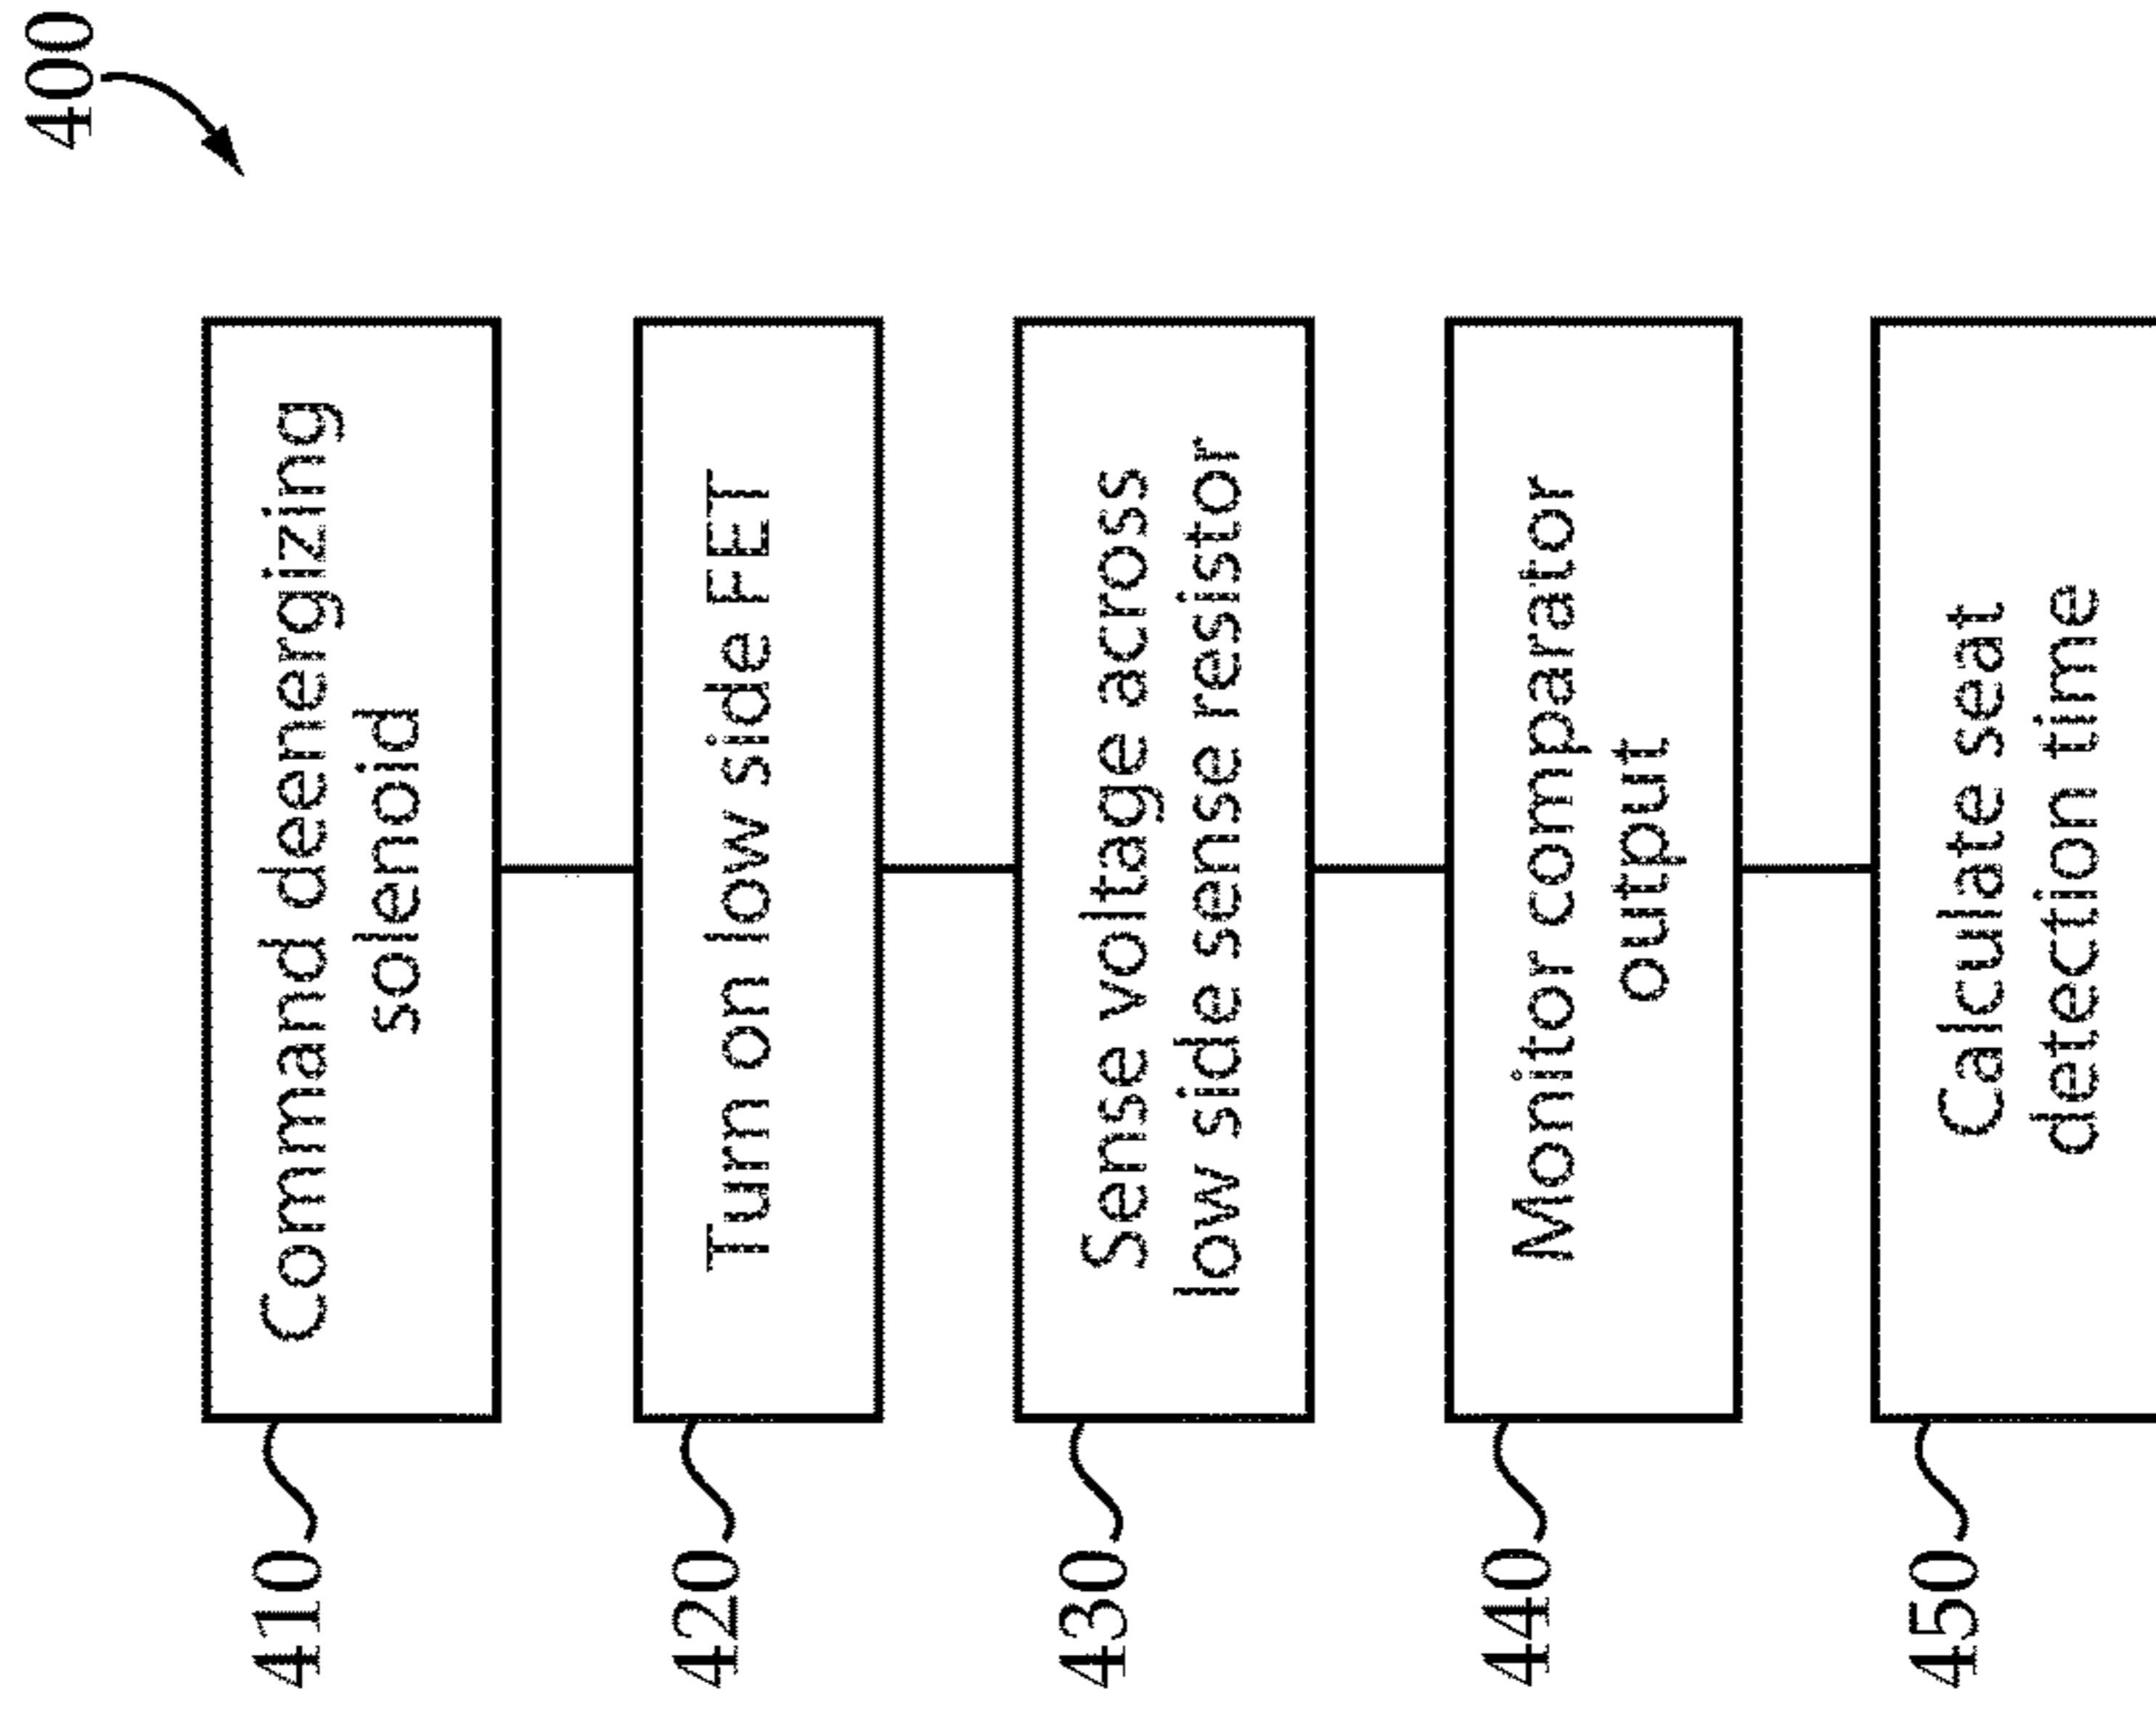 400
410
Command deenergizing
solenoid
420
Turn on low side FET
430
Sense voltage across
low side sense resistor
440
Monitor comparator
output
450
Calculate seat
detection time